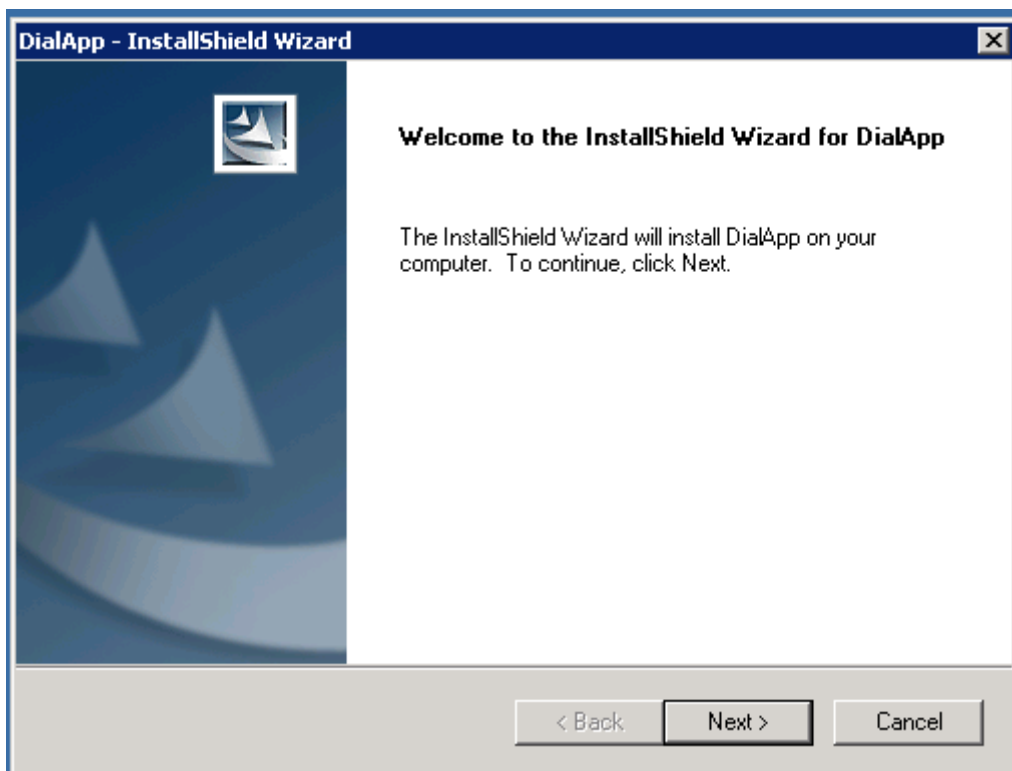 DialApp - InstallShield Wizard
Welcome to the InstallShield Wizard for DialApp
The InstallShield Wizard will install DialApp on your
computer. To continue, click Next.
< Back
Next >
Cancel